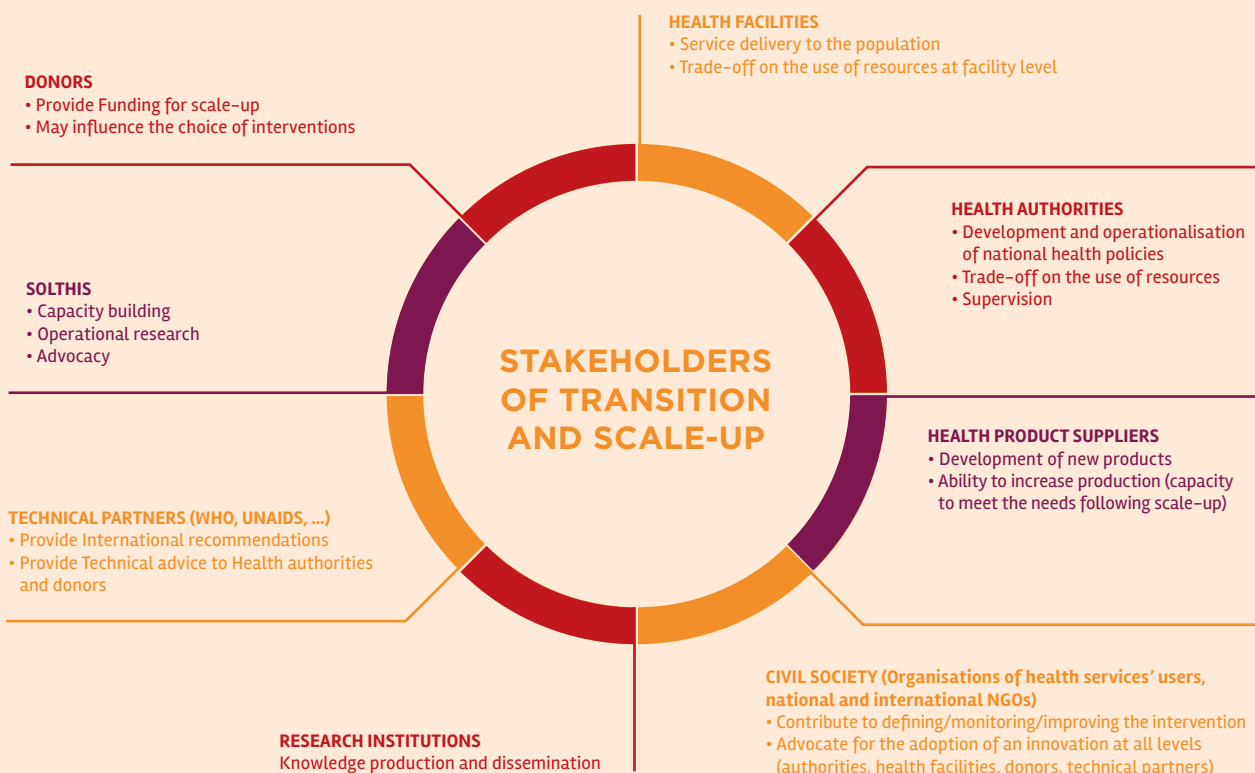 HEALTH FACILITIES
• Service delivery to the population
• Trade-off on the use of resources at facility level
DONORS
• Provide Funding for scale-up
• May influence the choice of interventions
HEALTH AUTHORITIES
• Development and operationalisation
of national health policies
• Trade-off on the use of resources
• Supervision
SOLTHIS
• Capacity building
• Operational research
• Advocacy
STAKEHOLDERS
OF TRANSITION
AND SCALE-UP
HEALTH PRODUCT SUPPLIERS
• Development of new products
• Ability to increase production (capacity
to meet the needs following scale-up)
TECHNICAL PARTNERS (WHO, UNAIDS, ...)
• Provide International recommendations
• Provide Technical advice to Health authorities
and donors
CIVIL SOCIETY (Organisations of health services' users,
national and international NGOs)
• Contribute to defining/monitoring/improving the intervention
• Advocate for the adoption of an innovation at all levels
(authorities, health facilities, donors, technical partners)
RESEARCH INSTITUTIONS
Knowledge production and dissemination